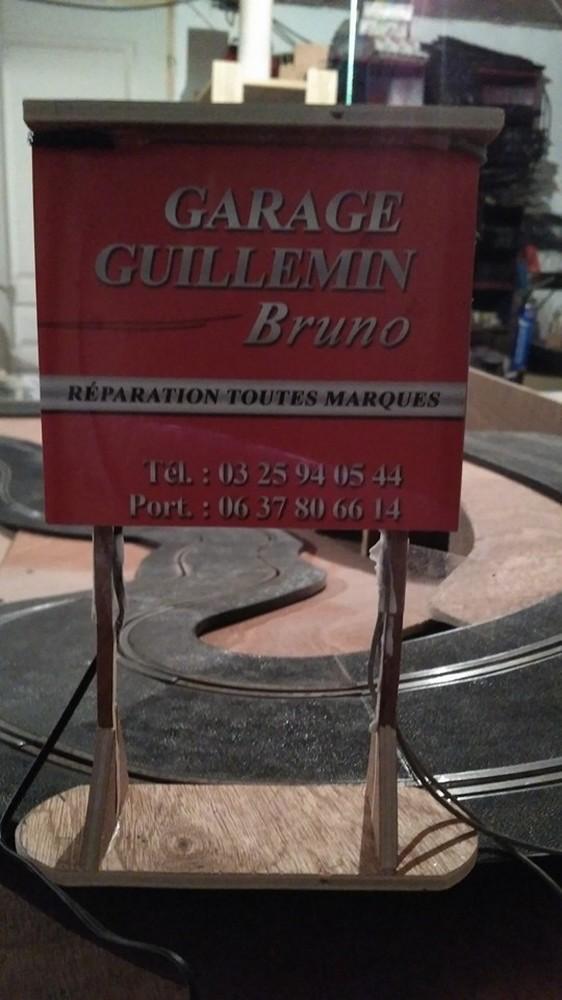 GARAGE
GUILLEMIN
Bruno
RÉPARATION TOUTES MARQUES
Tél. : 03 25 94 05 44
Port. : 06 37 80 66 14